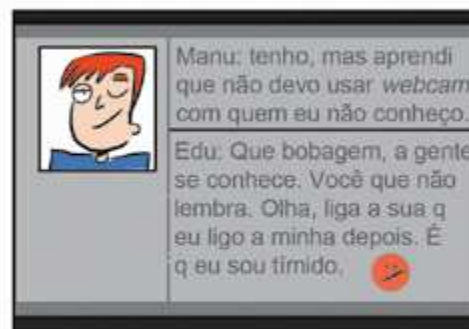 Manu: tenho, mas aprendi
que não devo usar webcam
com quem eu não conheço.
Edu: Que bobagem, a gente
se conhece. Você que não
lembra. Olha, liga a sua q
eu ligo a minha depois. É
q eu sou tímido.